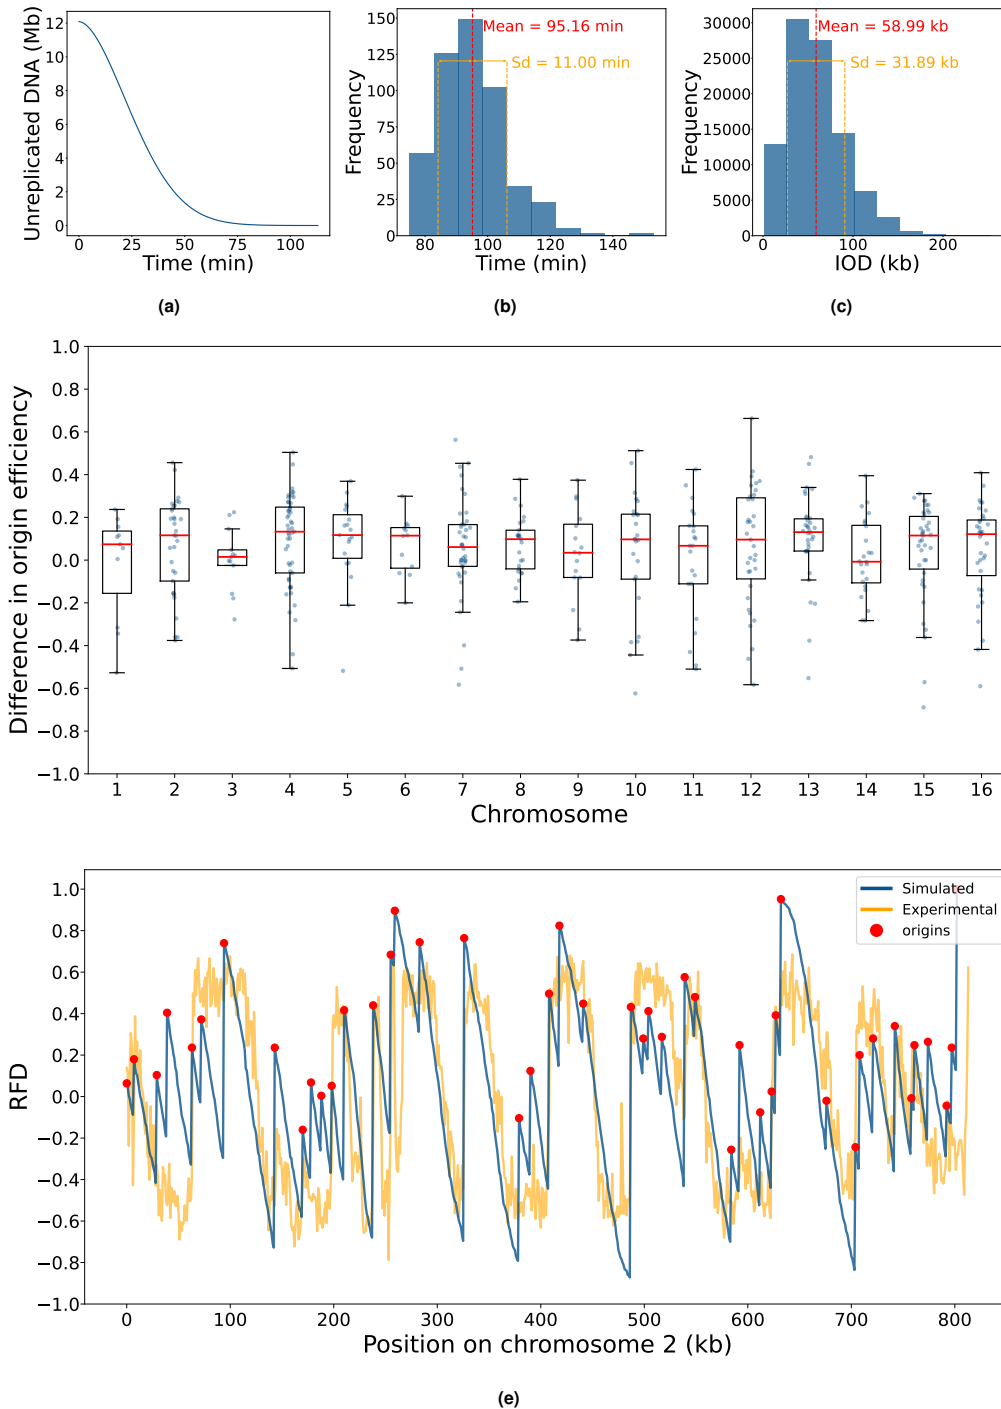 Unreplicated DNA (Mb)
12
10
8
6
4
2
0
0 25 50 75 100
Time (min)
(a)
Frequency
150
125
100
75
50
25
0
Mean = 95.16 min
Sd = 11.00 min
80 100 120 140
Time (min)
(b)
Frequency
30000
25000
20000
15000
10000
5000
0
Mean = 58.99 kb
Sd = 31.89 kb
0 100 200
IOD (kb)
(c)
Difference in origin efficiency
1.0
0.8
0.6
0.4
0.2
0.0
−0.2
−0.4
−0.6
−0.8
−1.0
1 2 3 4 5 6 7 8 9 10 11 12 13 14 15 16
Chromosome
RFD
1.0
0.8
0.6
0.4
0.2
0.0
−0.2
−0.4
−0.6
−0.8
−1.0
Simulated
Experimental
origins
0 100 200 300 400 500 600 700 800
Position on chromosome 2 (kb)
(e)